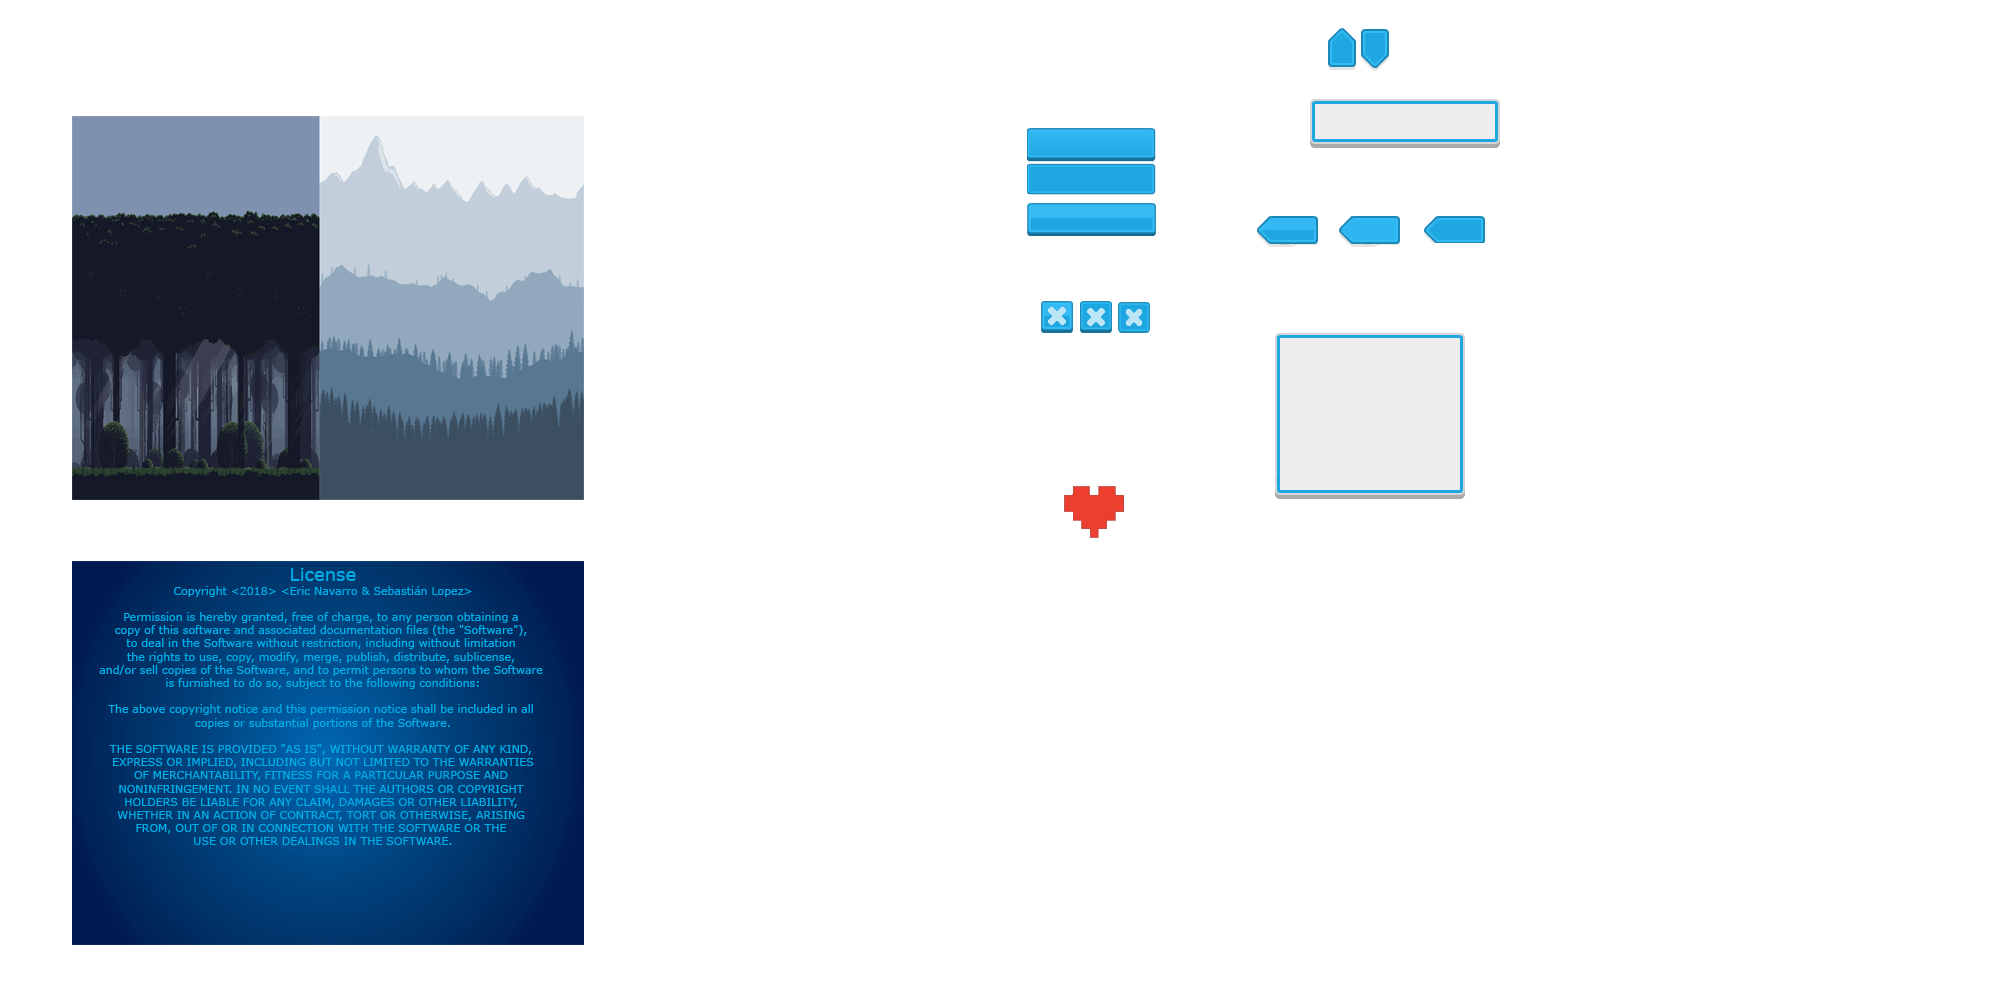 License
Copyright <2018> <Eric Navarro & Sebastián Lopez>
Permission is hereby granted, free of charge, to any person obtaining a
copy of this software and associated documentation files (the "Software"),
to deal in the Software without restriction, including without limitation
the rights to use, copy, modify, merge, publish, distribute, sublicense,
and/or sell copies of the Software, and to permit persons to whom the Software
is furnished to do so, subject to the following conditions:
The above copyright notice and this permission notice shall be included in all
copies or substantial portions of the Software.
THE SOFTWARE IS PROVIDED "AS IS", WITHOUT WARRANTY OF ANY KIND,
EXPRESS OR IMPLIED, INCLUDING BUT NOT LIMITED TO THE WARRANTIES
OF MERCHANTABILITY, FITNESS FOR A PARTICULAR PURPOSE AND
NONINFRINGEMENT. IN NO EVENT SHALL THE AUTHORS OR COPYRIGHT
HOLDERS BE LIABLE FOR ANY CLAIM, DAMAGES OR OTHER LIABILITY,
WHETHER IN AN ACTION OF CONTRACT, TORT OR OTHERWISE, ARISING
FROM, OUT OF OR IN CONNECTION WITH THE SOFTWARE OR THE
USE OR OTHER DEALINGS IN THE SOFTWARE.